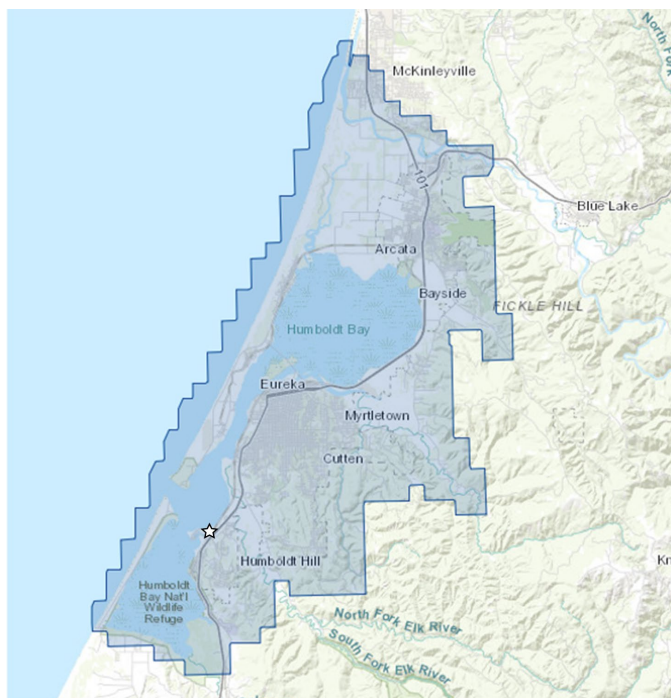 North Fork
McKinleyville
101
Blue Lake
Arcata
Bayside
FICKLE HILL
Humboldt Bay
Eureka
Myrtletown
Cutten
Humboldt Hill
Kn
Humboldt
Bay Nat'l
Wildlife
Refuge
North Fork Elk River
South Fork Elk River